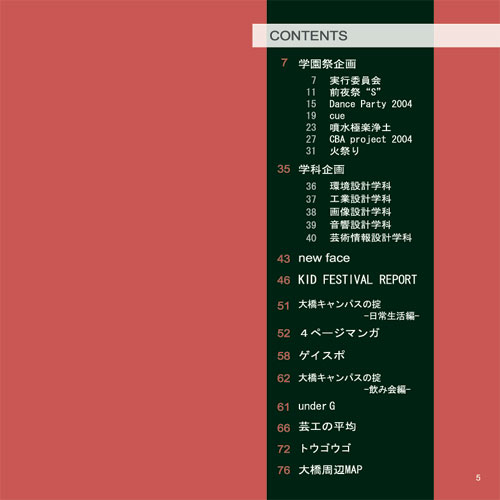 CONTENTS
7 学園祭企画
7 実行委員会
11 前夜祭“S”
15 Dance Party 2004
19 cue
23 噴水極楽浄土
27 CBA project 2004
31 火祭り
35 学科企画
36 環境設計学科
37 工業設計学科
38 画像設計学科
39 音響設計学科
40 芸術情報設計学科
43 new face
46 KID FESTIVAL REPORT
51 大橋キャンパスの掟
-日常生活編-
52 4ページマンガ
58 ゲイスポ
62 大橋キャンパスの掟
-飲み会編-
61 under G
66 芸工の平均
72 トウゴウゴ
76 大橋周辺MAP
5